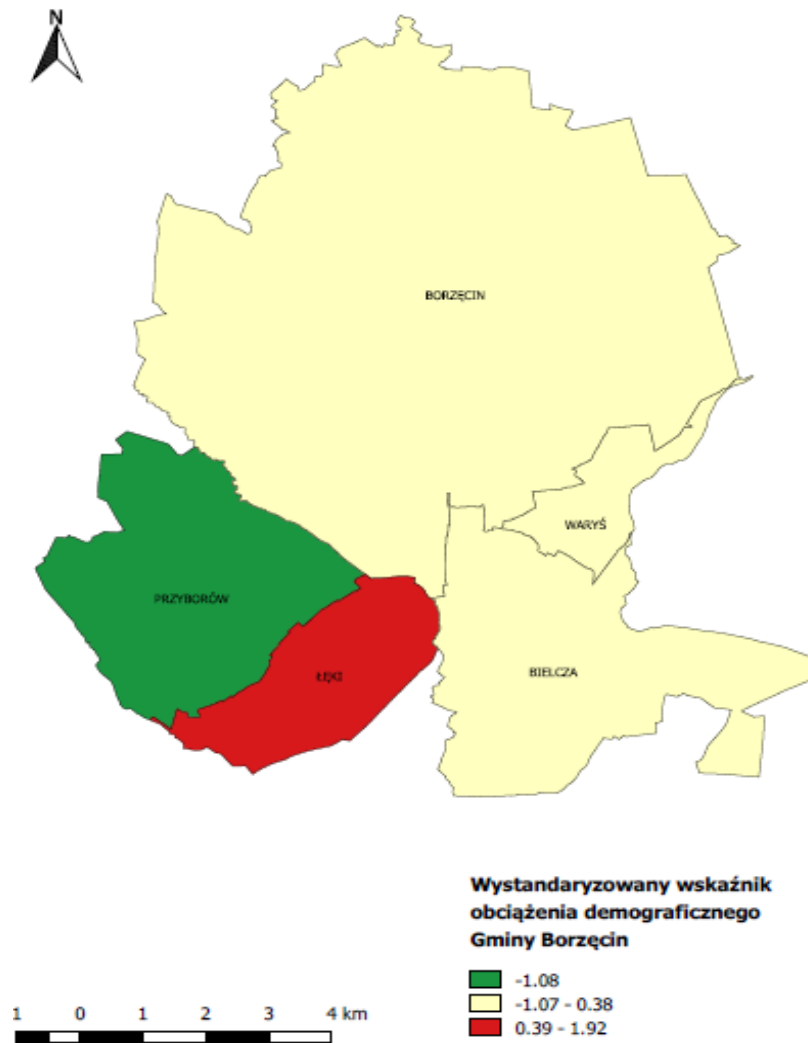 N
BORZĘCIN
WARYŚ
PRZYBORÓW
ŁĘKI
BIELCZA
Wystandaryzowany wskaźnik
obciążenia demograficznego
Gminy Borzęcin
-1.08
-1.07 - 0.38
0.39 - 1.92
1 0 1 2 3 4 km